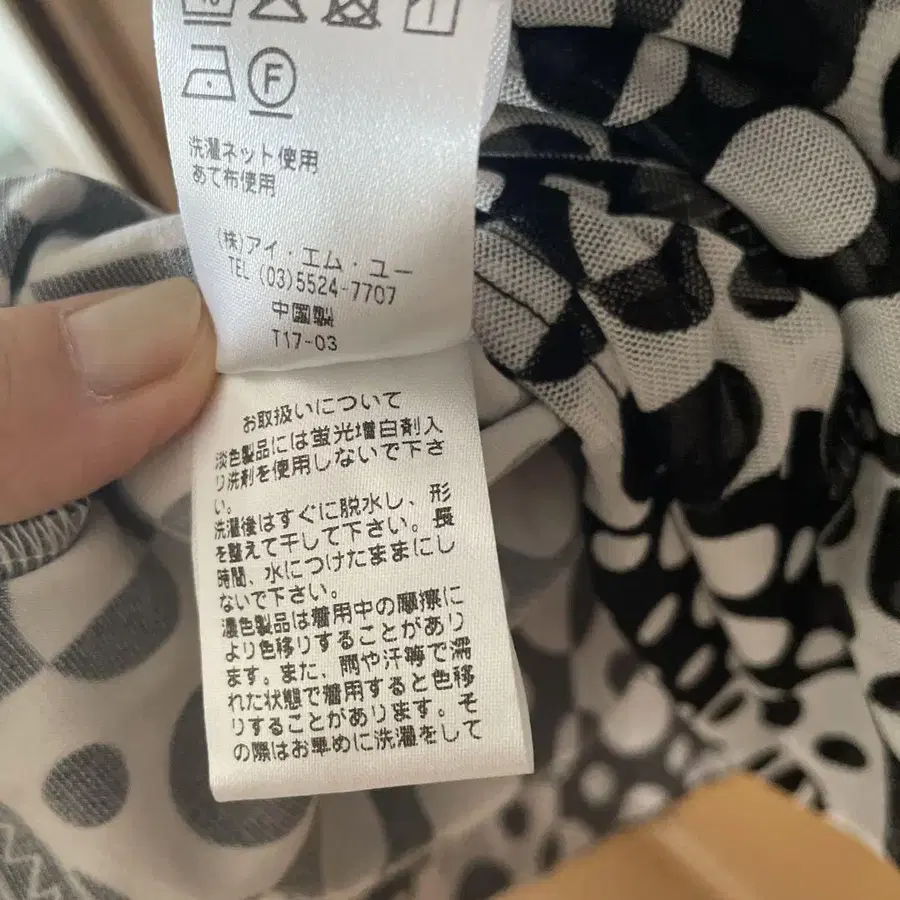 F
洗濯ネット使用
あて布使用
(株)アイ・エム・ユー
TEL (03)5524-7707
中国製
T17-03
お取扱いについて
淡色製品には蛍光増白剤入
り洗剤を使用しないで下さ
い。
洗濯後はすぐに脱水し、形
を整えて干して下さい。長
時間、水につけたままにし
ないで下さい。
濃色製品は着用中の摩擦に
より色移りすることがあり
ます。また、雨や汗等で濡
れた状態で着用すると色移
りすることがあります。そ
の際はお早めに洗濯をして